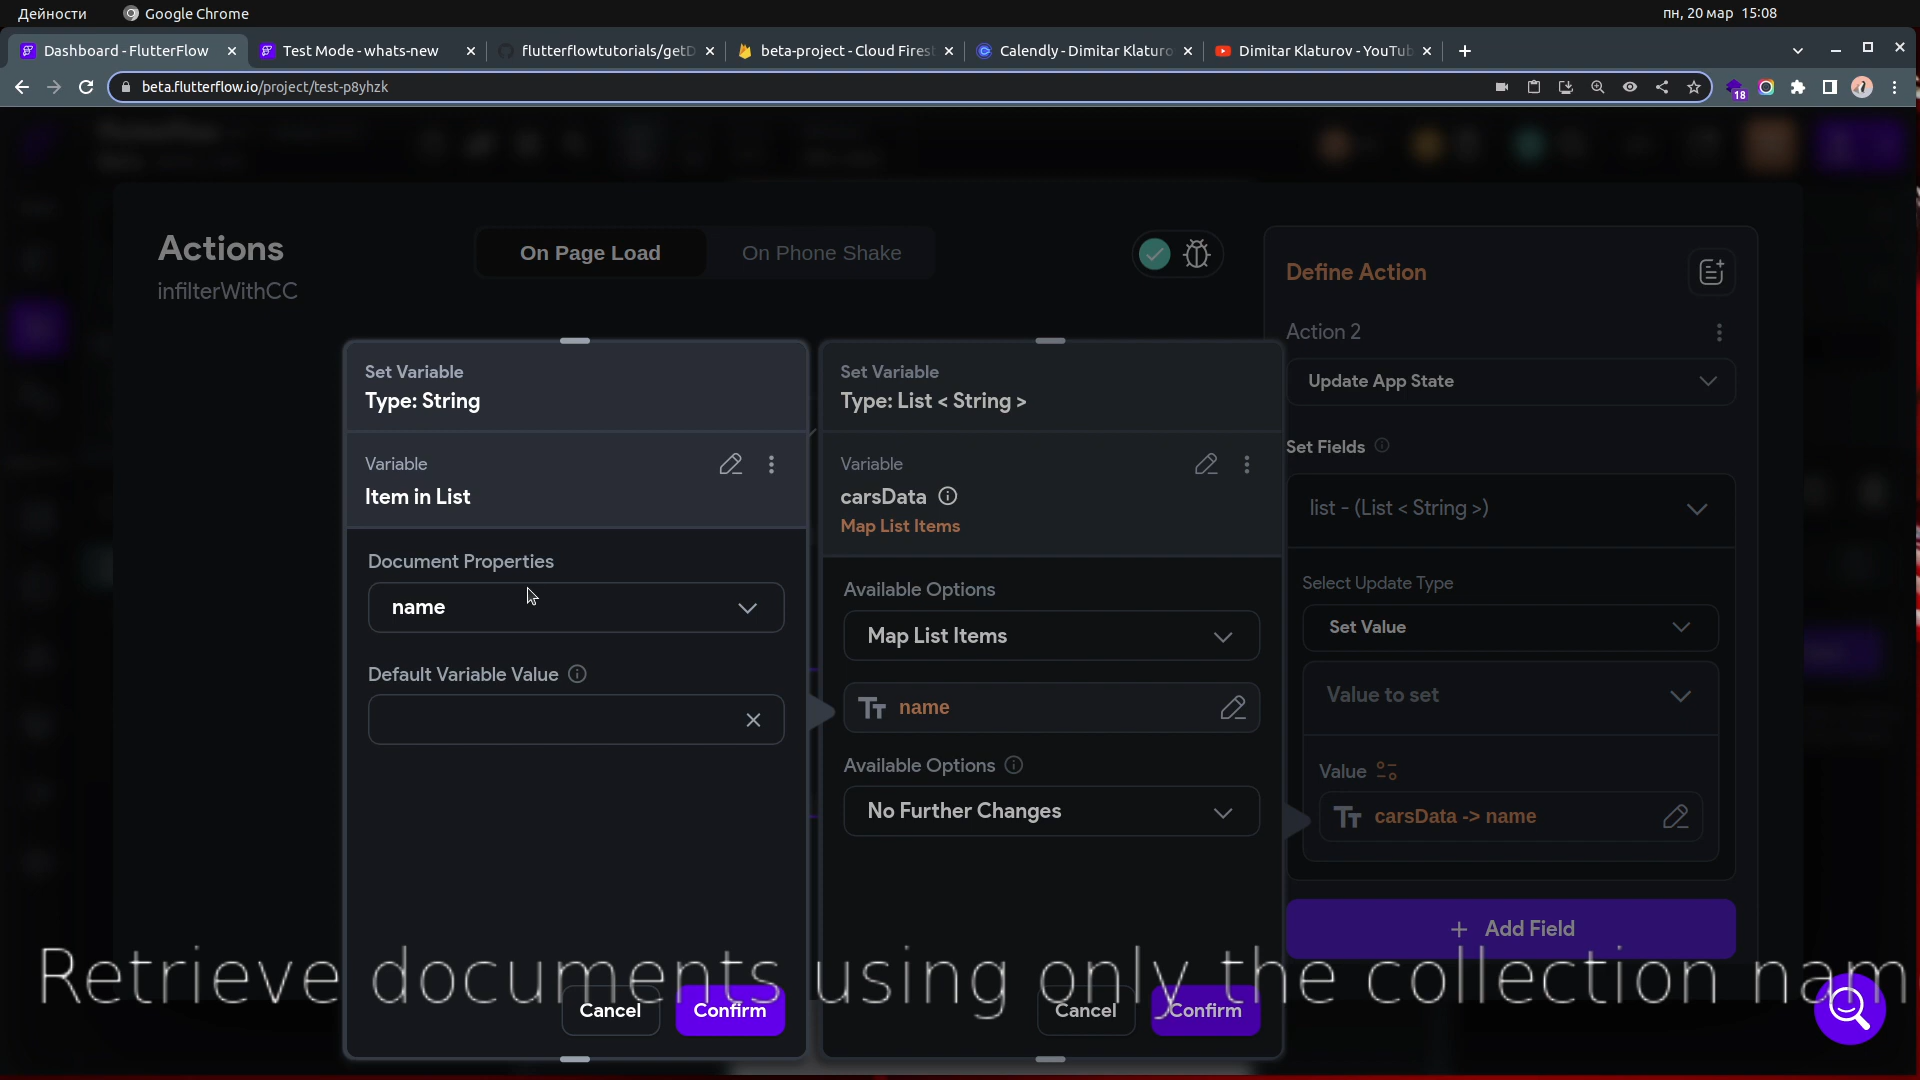 Дейности
Google Chrome
пн, 20 мар 15:08
Dashboard - FlutterFlow
Test Mode - whats-new
flutterflowtutorials/getD
beta-project - Cloud Firest
Calendly - Dimitar Klaturo
Dimitar Klaturov - YouTub
beta.flutterflow.io/project/test-p8yhzk
18
Actions
infilterWithCC
On Page Load
On Phone Shake
Define Action
Action 2
Update App State
Set Fields
list - (List < String >)
Select Update Type
Set Value
Value to set
Value
carsData -> name
+ Add Field
Set Variable
Type: String
Variable
Item in List
Document Properties
name
Default Variable Value
Cancel
Confirm
Set Variable
Type: List < String >
Variable
carsData
Map List Items
Available Options
Map List Items
name
Available Options
No Further Changes
Cancel
Confirm
Retrieve documents using only the collection nam